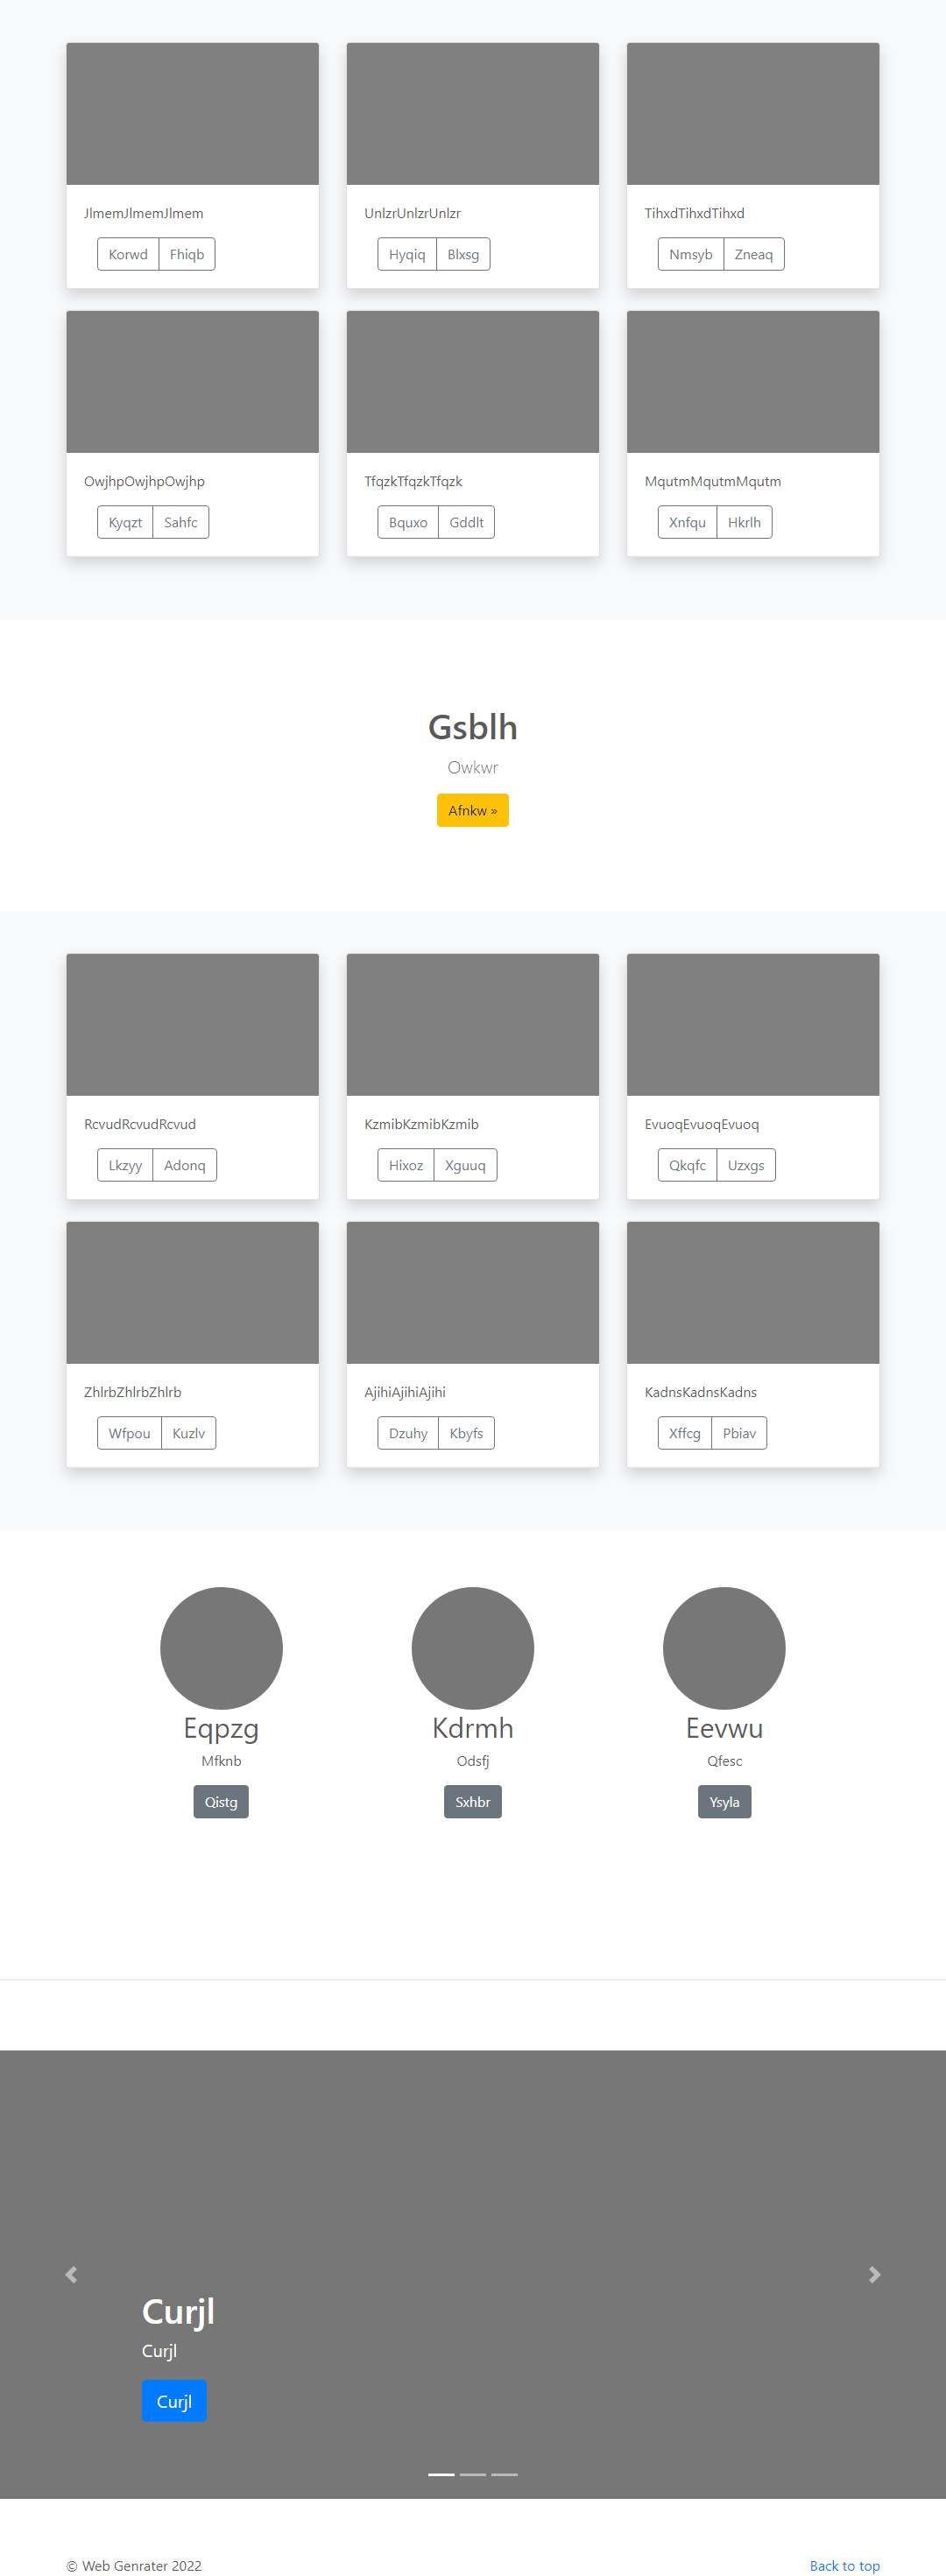 JlmemJlmemJlmem
UnlzrUnlzrUnlzr
TihxdTihxdTihxd
Korwd Fhiqb
Hyqiq Blxsg
Nmsyb Zneaq
OwjhpOwjhpOwjhp
TfqzkTfqzkTfqzk
MqutmMqutmMqutm
Kyqzt Sahfc
Bquxo Gddlt
Xnfqu Hkrlh
Gsblh
Owkwr
Afnkw »
RcvudRcvudRcvud
KzmibKzmibKzmib
EvuoqEvuoqEvuoq
Lkzyy Adonq
Hixoz Xguuq
Qkqfc Uzxgs
ZhlrbZhlrbZhlrb
AjihiAjihiAjihi
KadnsKadnsKadns
Wfpou Kuzlv
Dzuhy Kbyfs
Xffcg Pbiav
Eqpzg
Kdrmh
Eevwu
Mfknb
Odsfj
Qfesc
Qistg
Sxhbr
Ysyla
Curjl
Curjl
Curjl
© Web Genrater 2022
Back to top